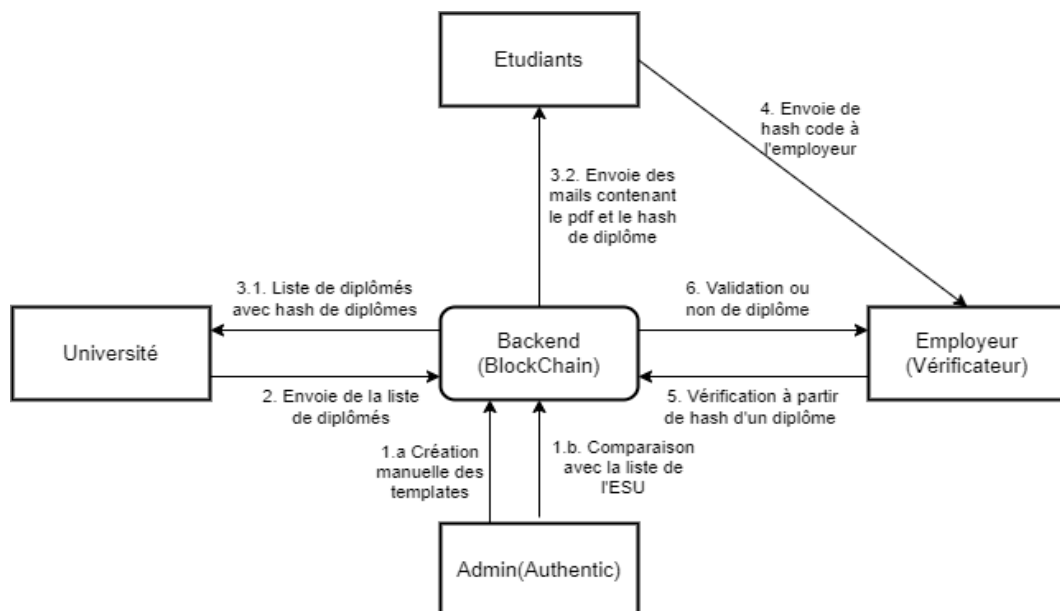 Etudiants
4. Envoie de
hash code à
l'employeur
3.2. Envoie des
mails contenant
le pdf et le hash
de diplôme
3.1. Liste de diplômés
avec hash de diplômes
6. Validation ou
non de diplôme
Université
Backend
(BlockChain)
Employeur
(Vérificateur)
2. Envoie de la liste
de diplômés
5. Vérification à partir
de hash d'un diplôme
1.a Création
manuelle des
templates
1.b. Comparaison
avec la liste de
l'ESU
Admin(Authentic)